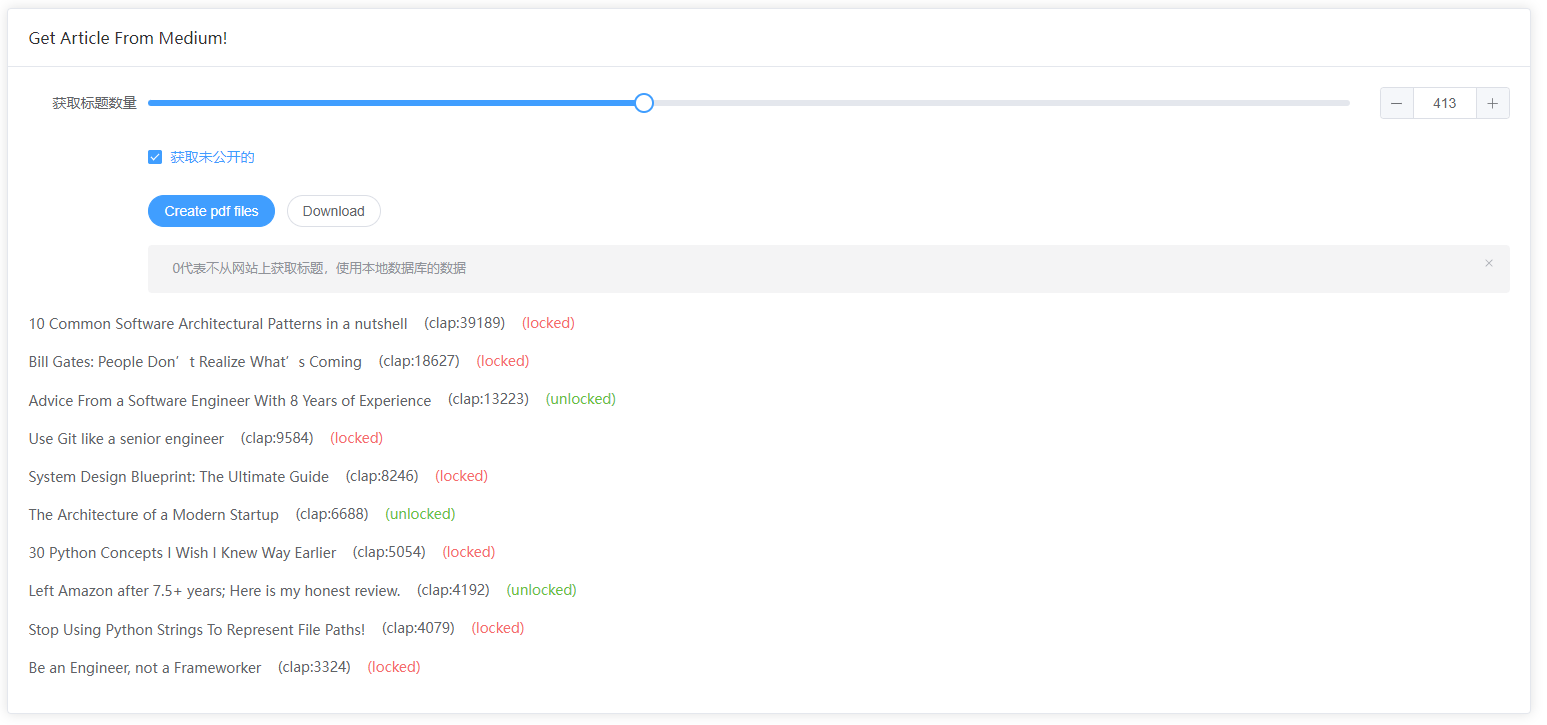 Get Article From Medium!
获取标题数量 413
获取未公开的
Create pdf files Download
0代表不从网站上获取标题，使用本地数据库的数据
10 Common Software Architectural Patterns in a nutshell (clap:39189) (locked)
Bill Gates: People Don’t Realize What’s Coming (clap:18627) (locked)
Advice From a Software Engineer With 8 Years of Experience (clap:13223) (unlocked)
Use Git like a senior engineer (clap:9584) (locked)
System Design Blueprint: The Ultimate Guide (clap:8246) (locked)
The Architecture of a Modern Startup (clap:6688) (unlocked)
30 Python Concepts I Wish I Knew Way Earlier (clap:5054) (locked)
Left Amazon after 7.5+ years; Here is my honest review. (clap:4192) (unlocked)
Stop Using Python Strings To Represent File Paths! (clap:4079) (locked)
Be an Engineer, not a Frameworker (clap:3324) (locked)